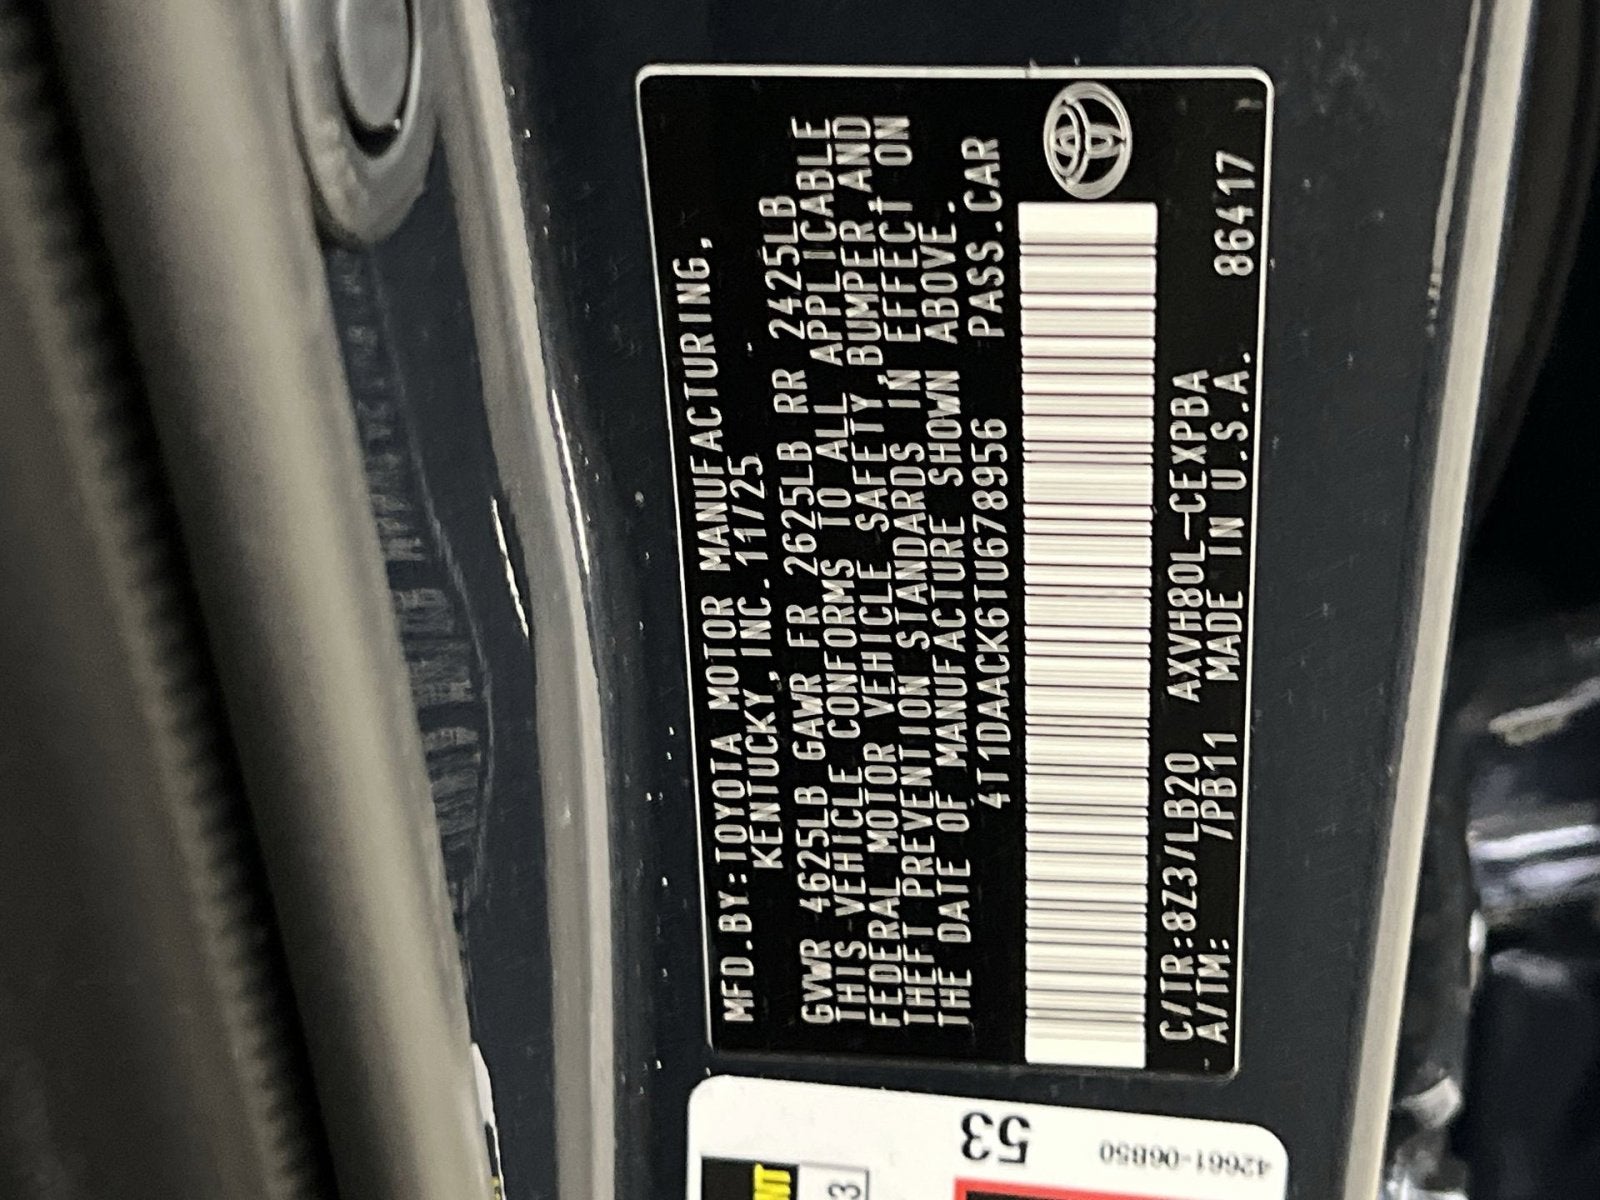 MFD.BY:TOYOTA MOTOR MANUFACTURING,
KENTUCKY, INC. 11/25
GVWR 4625LB GAWR FR 2625LB RR 2425LB
THIS VEHICLE CONFORMS TO ALL APPLICABLE
FEDERAL MOTOR VEHICLE SAFETY,BUMPER,AND
THEFT PREVENTION STANDARDS IN EFFECT ON
THE DATE OF MANUFACTURE SHOWN ABOVE.
4T1DAACK6TU678956 PASS.CAR
C/TR:8Z3/LB20 AXVH80L-CEXPBA
A/TM: /PB11 MADE IN U.S.A. 86417
53
42661-06B50
NT
3